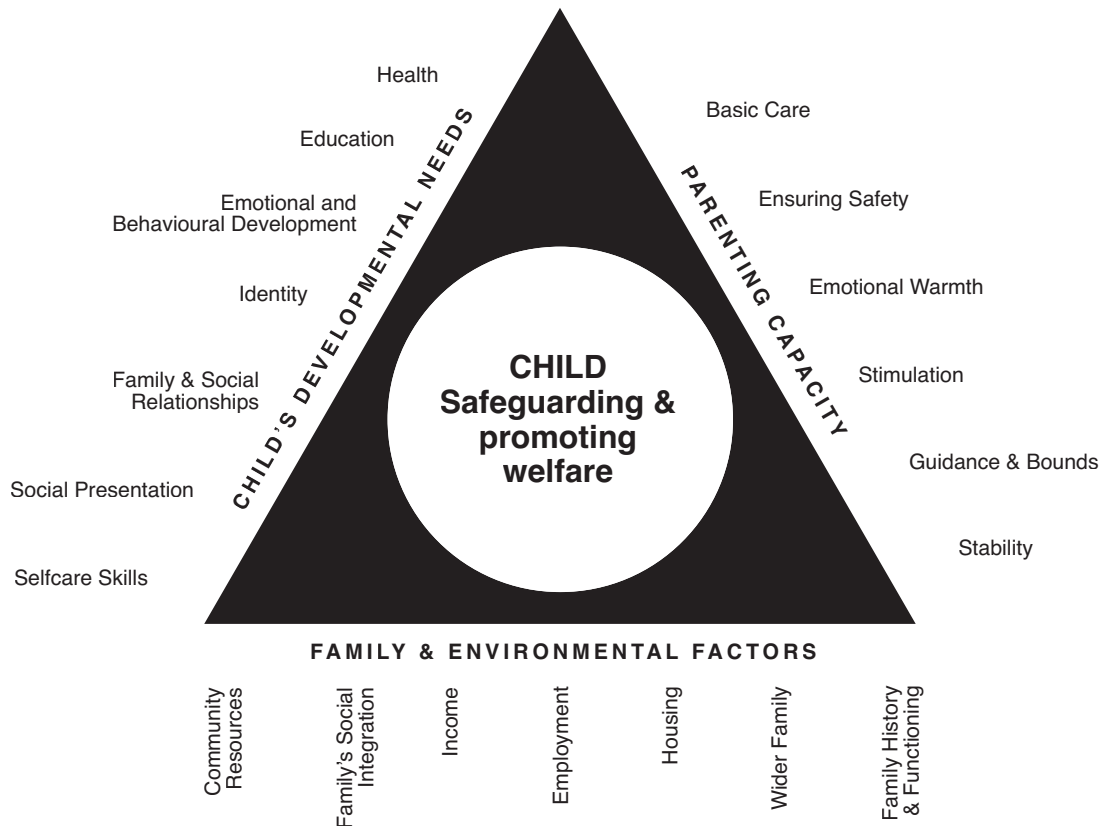 Health
Education
Emotional and
Behavioural Development
Identity
Family & Social
Relationships
Social Presentation
Selfcare Skills
CHILD'S DEVELOPMENTAL NEEDS
CHILD
Safeguarding &
promoting
welfare
PARENTING CAPACITY
Basic Care
Ensuring Safety
Emotional Warmth
Stimulation
Guidance & Bounds
Stability
FAMILY & ENVIRONMENTAL FACTORS
Community
Resources
Family's Social
Integration
Income
Employment
Housing
Wider Family
Family History
& Functioning